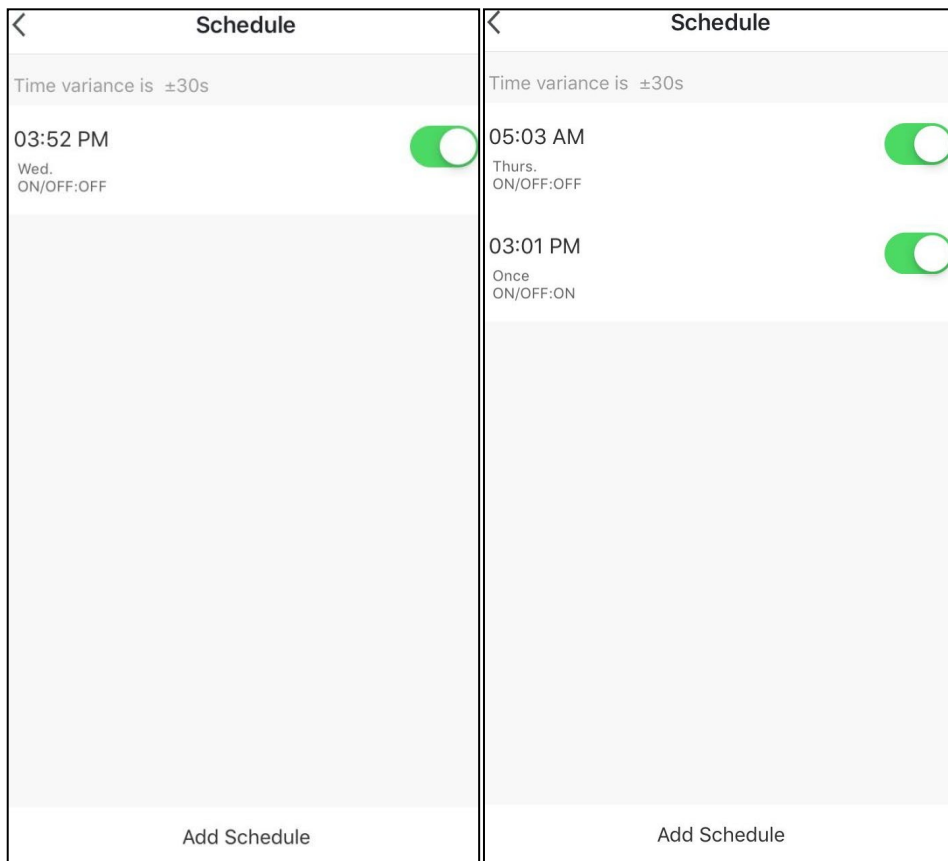 Schedule
Time variance is ±30s
03:52 PM
Wed.
ON/OFF:OFF
Add Schedule
Schedule
Time variance is ±30s
05:03 AM
Thurs.
ON/OFF:OFF
03:01 PM
Once
ON/OFF:ON
Add Schedule